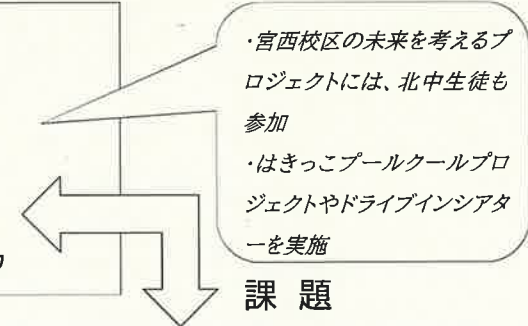 ・宮西校区の未来を考えるプ
ロジェクトには、北中生徒も
参加
・はきっこプールクールプロ
ジェクトやドライブインシアタ
ーを実施
課 題